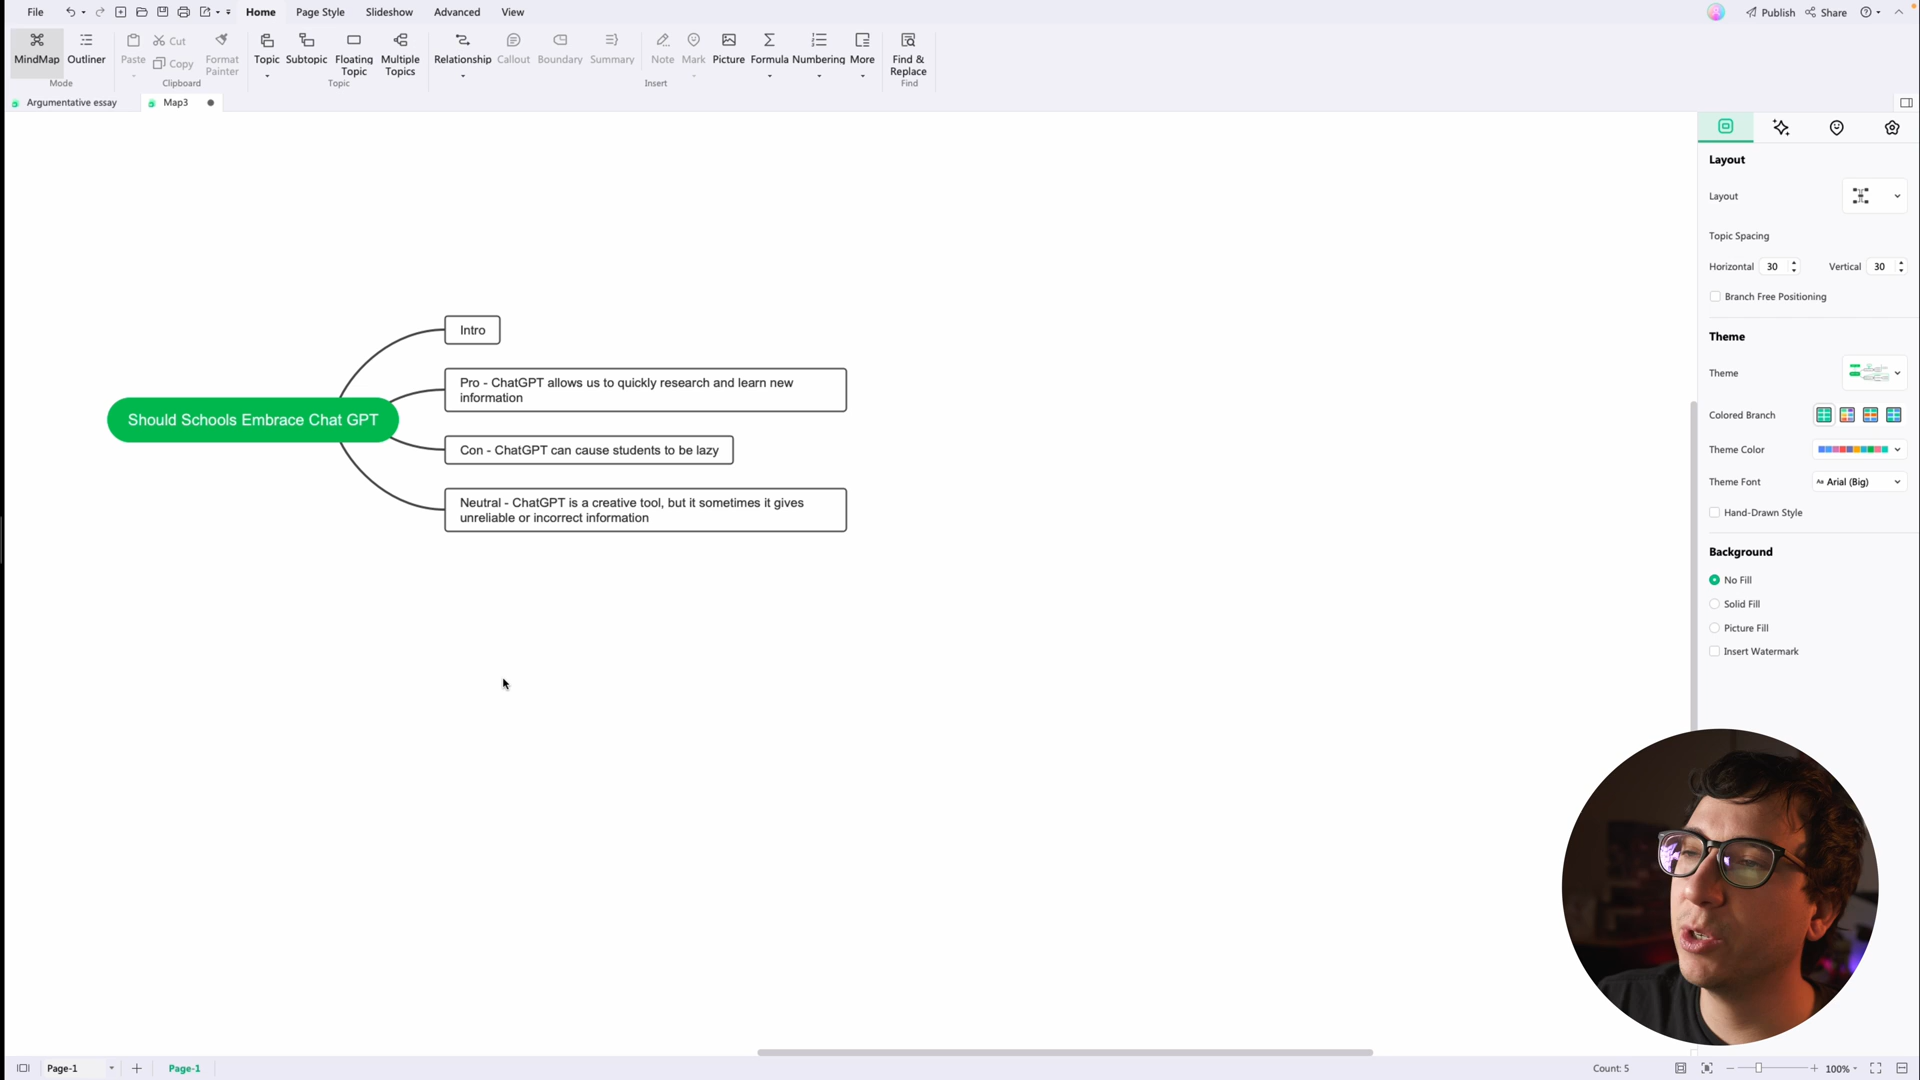 File
Home
Page Style
Slideshow
Advanced
View
Publish
Share
MindMap
Outliner
Mode
Paste
Cut
Copy
Format
Painter
Clipboard
Topic
Subtopic
Floating
Topic
Multiple
Topics
Topic
Relationship
Callout
Boundary
Summary
Note
Mark
Picture
Formula
Numbering
More
Insert
Find &
Replace
Find
Argumentative essay
Map3
Should Schools Embrace Chat GPT
Intro
Pro - ChatGPT allows us to quickly research and learn new
information
Con - ChatGPT can cause students to be lazy
Neutral - ChatGPT is a creative tool, but it sometimes it gives
unreliable or incorrect information
Layout
Layout
Topic Spacing
Horizontal 30 Vertical 30
Branch Free Positioning
Theme
Theme
Colored Branch
Theme Color
Theme Font Aa Arial (Big)
Hand-Drawn Style
Background
No Fill
Solid Fill
Picture Fill
Insert Watermark
Page-1
Page-1
Count: 5
100%